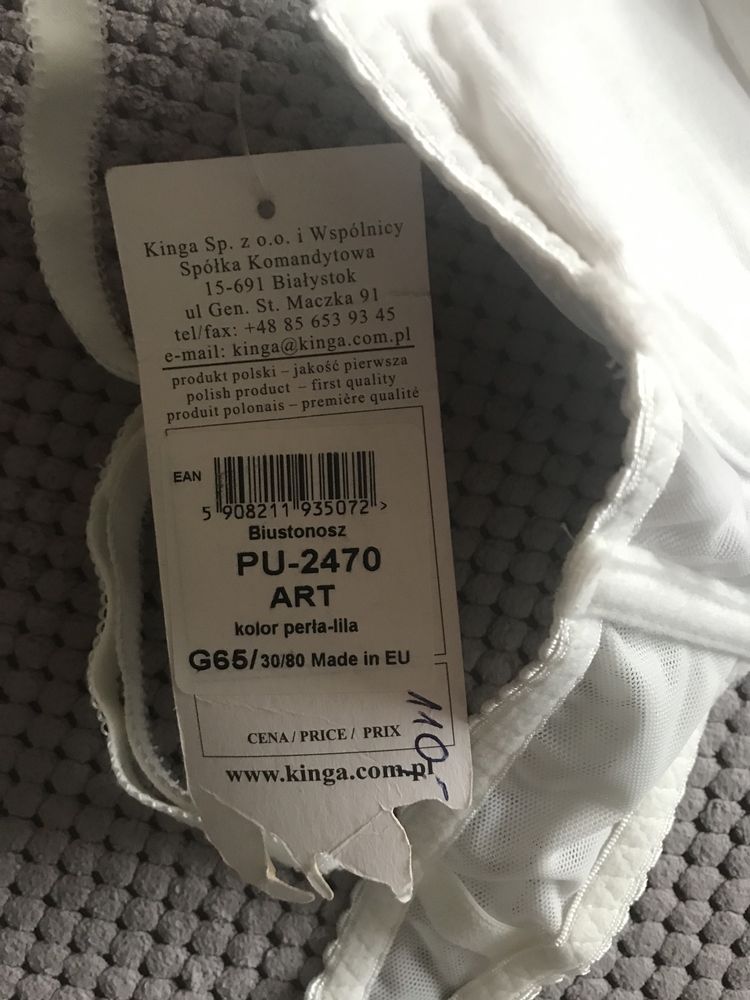 Kinga Sp. z o.o. i Wspólnicy
Spółka Komandytowa
15-691 Białystok
ul Gen. St. Maczka 91
tel/fax: +48 85 653 93 45
e-mail: kinga@kinga.com.pl
produkt polski – jakość pierwsza
polish product – first quality
produit polonais – première qualité
EAN
5 908211 935072 >
Biustonosz
PU-2470
ART
kolor perła-lila
G65/30/80 Made in EU
CENA / PRICE / PRIX
110,-
www.kinga.com.pl